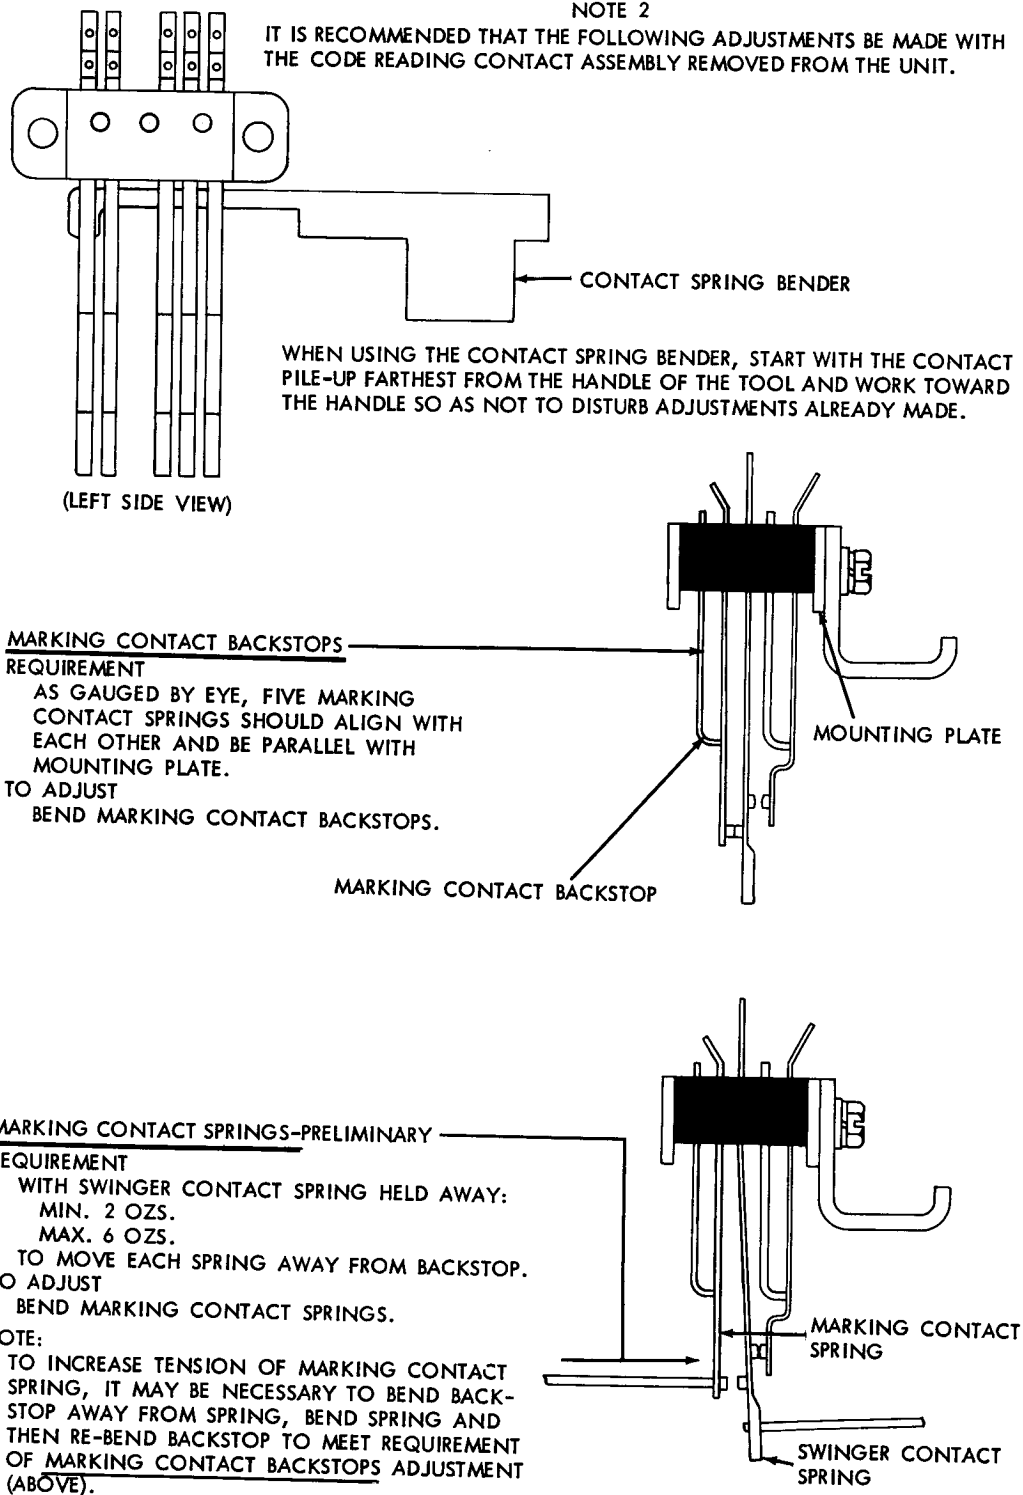 NOTE 2
IT IS RECOMMENDED THAT THE FOLLOWING ADJUSTMENTS BE MADE WITH
THE CODE READING CONTACT ASSEMBLY REMOVED FROM THE UNIT.
CONTACT SPRING BENDER
WHEN USING THE CONTACT SPRING BENDER, START WITH THE CONTACT
PILE-UP FARTHEST FROM THE HANDLE OF THE TOOL AND WORK TOWARD
THE HANDLE SO AS NOT TO DISTURB ADJUSTMENTS ALREADY MADE.
(LEFT SIDE VIEW)
MARKING CONTACT BACKSTOPS
REQUIREMENT
AS GAUGED BY EYE, FIVE MARKING
CONTACT SPRINGS SHOULD ALIGN WITH
EACH OTHER AND BE PARALLEL WITH
MOUNTING PLATE.
TO ADJUST
BEND MARKING CONTACT BACKSTOPS.
MOUNTING PLATE
MARKING CONTACT BACKSTOP
MARKING CONTACT SPRINGS-PRELIMINARY
EQUIREMENT
WITH SWINGER CONTACT SPRING HELD AWAY:
MIN. 2 OZS.
MAX. 6 OZS.
TO MOVE EACH SPRING AWAY FROM BACKSTOP.
O ADJUST
BEND MARKING CONTACT SPRINGS.
OTE:
TO INCREASE TENSION OF MARKING CONTACT
SPRING, IT MAY BE NECESSARY TO BEND BACK-
STOP AWAY FROM SPRING, BEND SPRING AND
THEN RE-BEND BACKSTOP TO MEET REQUIREMENT
OF MARKING CONTACT BACKSTOPS ADJUSTMENT
(ABOVE).
MARKING CONTACT
SPRING
SWINGER CONTACT
SPRING